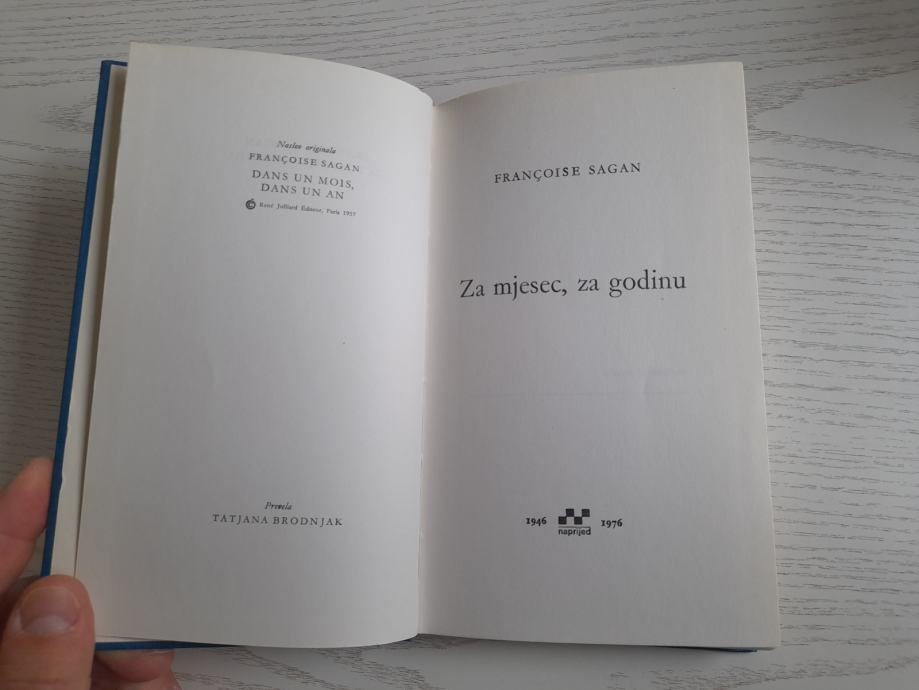 Naslov originala
FRANÇOISE SAGAN
DANS UN MOIS,
DANS UN AN
© René Julliard Éditeur, Paris 1957
Prevela
TATJANA BRODNJAK
FRANÇOISE SAGAN
Za mjesec, za godinu
1946 naprijed 1976